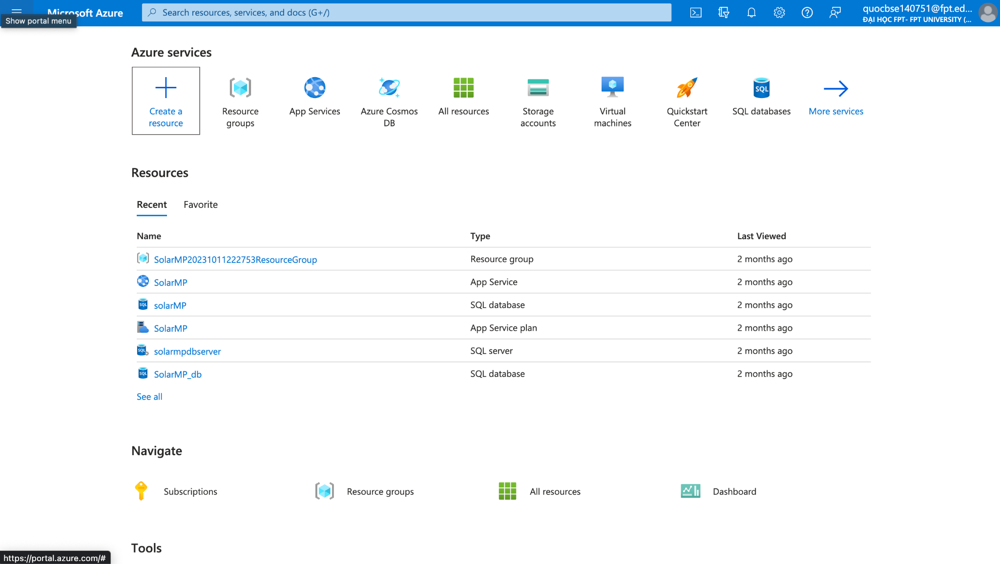 Microsoft Azure
Show portal menu
Search resources, services, and docs (G+/)
quocbse140751@fpt.ed...
ĐẠI HỌC FPT- FPT UNIVERSITY (...
Azure services
Create a
resource
Resource
groups
App Services
Azure Cosmos
DB
All resources
Storage
accounts
Virtual
machines
Quickstart
Center
SQL
SQL databases
More services
Resources
Recent
Favorite
Name
Type
Last Viewed
SolarMP20231011222753ResourceGroup
Resource group
2 months ago
SolarMP
App Service
2 months ago
SQL
solarMP
SQL database
2 months ago
SolarMP
App Service plan
2 months ago
SQL
solarmpdbserver
SQL server
2 months ago
SQL
SolarMP_db
SQL database
2 months ago
See all
Navigate
Subscriptions
Resource groups
All resources
Dashboard
Tools
https://portal.azure.com/#